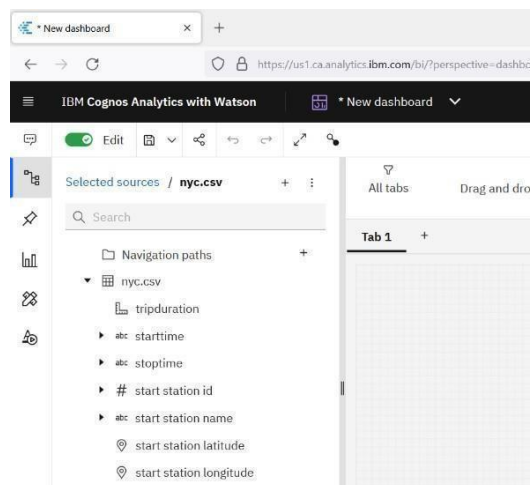 * New dashboard
https://us1.ca.analytics.ibm.com/bi/?perspective=dashbo
IBM Cognos Analytics with Watson
* New dashboard
Edit
Selected sources / nyc.csv
All tabs
Drag and dro
Search
Tab 1
Navigation paths
nyc.csv
tripduration
abc starttime
abc stoptime
# start station id
abc start station name
start station latitude
start station longitude